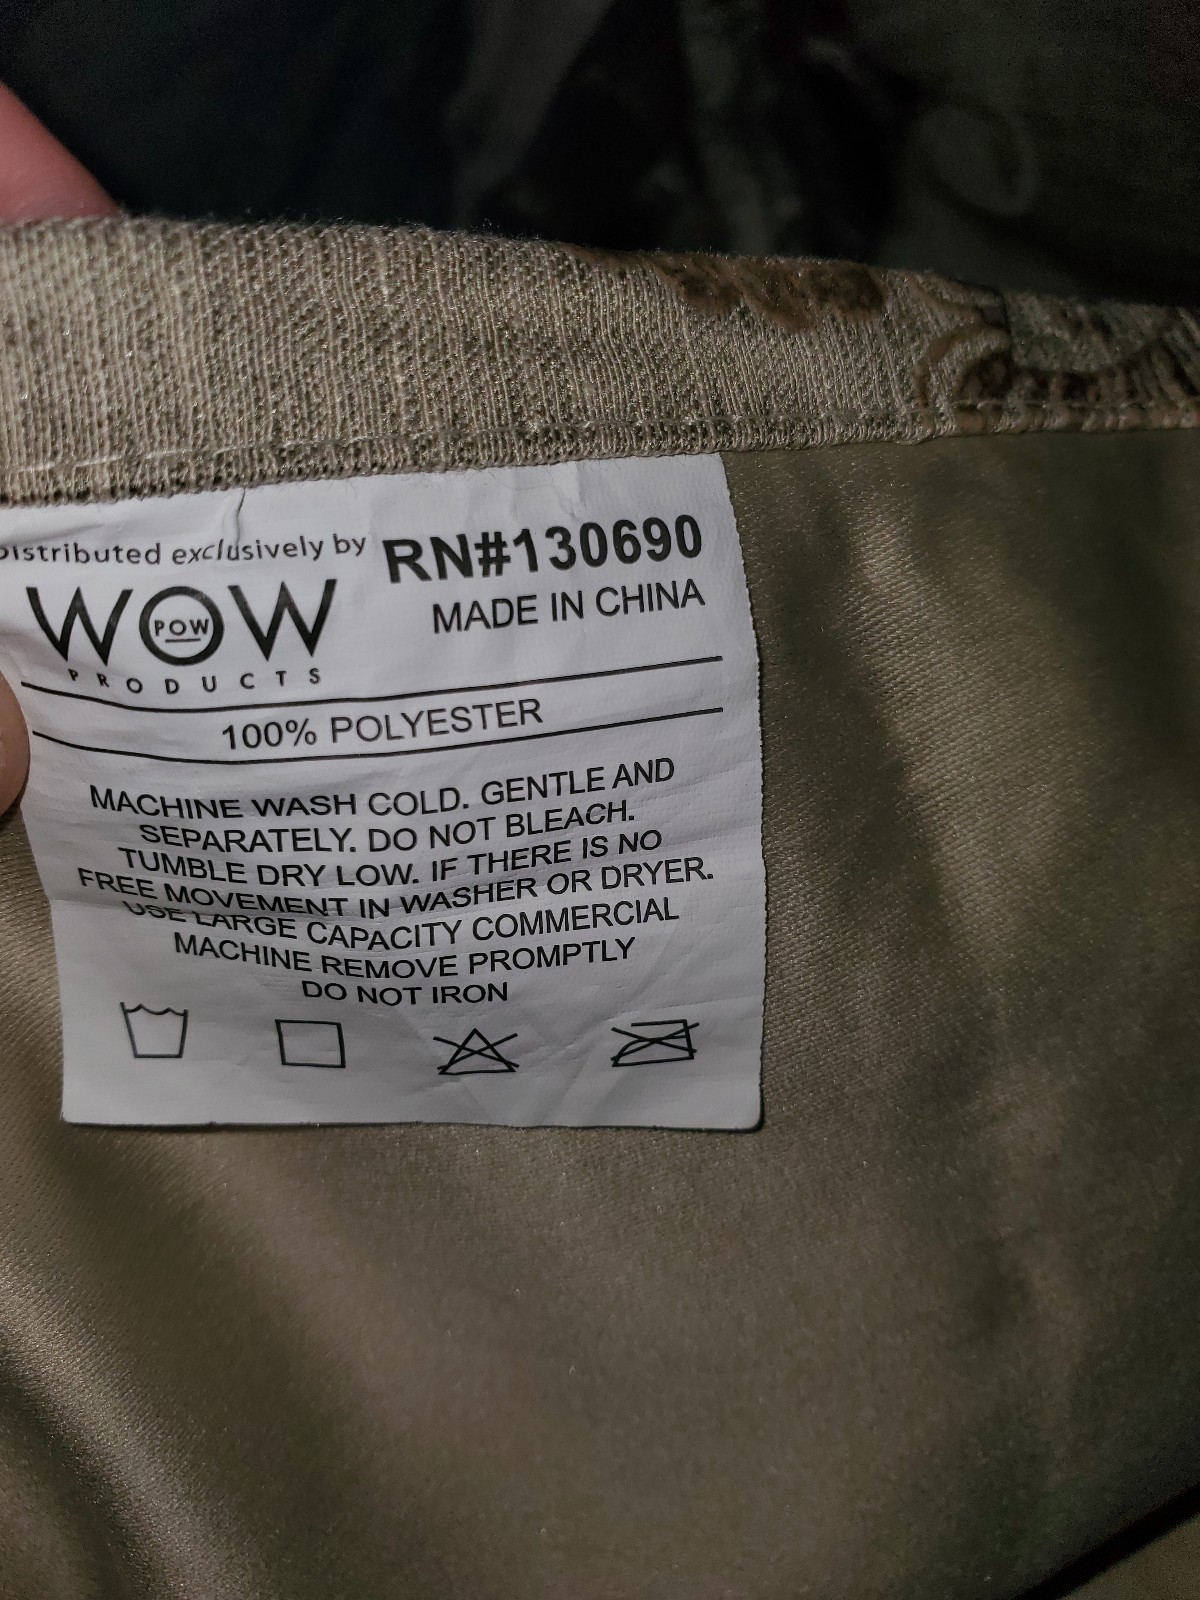 Distributed exclusively by
WOW
POW
PRODUCTS
RN#130690
MADE IN CHINA
100% POLYESTER
MACHINE WASH COLD. GENTLE AND
SEPARATELY. DO NOT BLEACH.
TUMBLE DRY LOW. IF THERE IS NO
FREE MOVEMENT IN WASHER OR DRYER.
USE LARGE CAPACITY COMMERCIAL
MACHINE REMOVE PROMPTLY
DO NOT IRON